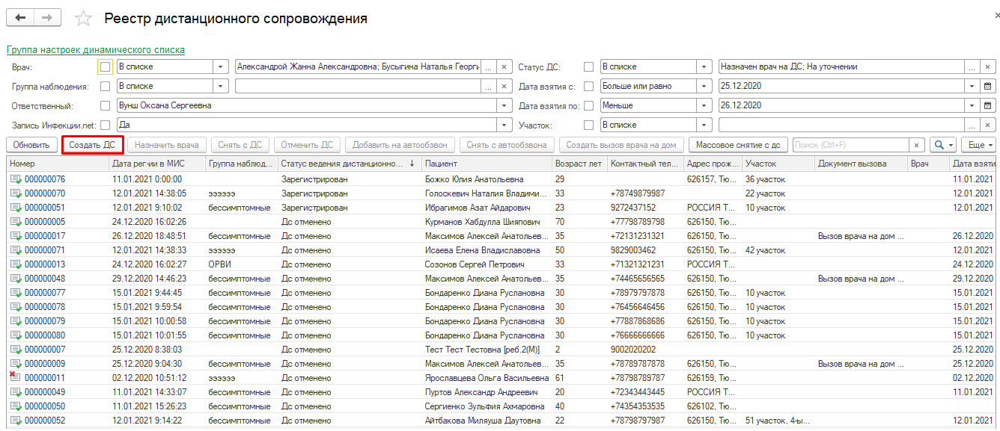 Реестр дистанционного сопровождения
Группа настроек динамического списка
Врач: В списке Александрой Жанна Александровна; Бусыгина Наталья Георги ... × Статус ДС: В списке Назначен врач на ДС; На уточнении ... ×
Группа наблюдения: В списке ... × Дата взятия с: Больше или равно 25.12.2020
Ответственный: Вунш Оксана Сергеевна Дата взятия по: Меньше 26.12.2020
Запись Инфекции.net: Да Участок: В списке ... ×
Обновить Создать ДС Назначить врача Снять с ДС Отменить ДС Добавить на автообзвон Снять с автообзвона Создать вызов врача на дом Массовое снятие с дс Поиск (Ctrl+F) × Еще
Номер Дата рег-ии в МИС Группа наблюд... Статус ведения дистанционно... ↓ Пациент Возраст лет Контактный тел... Адрес прож... Участок Документ вызова Врач Дата взяти
000000076 11.01.2021 0:00:00 Зарегистрирован Божко Юлия Анатольевна 29 626157, Тю... 36 участок 11.01.2021
000000070 12.01.2021 14:38:05 ээээээ Зарегистрирован Голоскевич Наталия Владими... 33 +78749879987 22 участок 12.01.2021
000000051 12.01.2021 9:10:02 бессимптомные Зарегистрирован Ибрагимов Азат Айдарович 23 9272437152 РОССИЯ Т... 10 участок 12.01.2021
000000005 24.12.2020 16:02:26 Дс отменено Курманов Хабдулла Шияпович 70 +77798789798 626150, Тю...
000000017 26.12.2020 18:48:51 бессимптомные Дс отменено Максимов Алексей Анатольев... 35 +72131231321 626150, Тю... Вызов врача на дом ... 26.12.2020
000000071 12.01.2021 14:38:33 ээээээ Дс отменено Исаева Елена Владиславовна 50 9829003462 626150, Тю... 42 участок 12.01.2021
000000013 24.12.2020 16:02:27 ОРВИ Дс отменено Созонов Сергей Петрович 33 +71321321231 РОССИЯ Т... 24.12.2020
000000048 29.12.2020 14:46:23 бессимптомные Дс отменено Максимов Алексей Анатольев... 35 +74465656565 626150, Тю... Вызов врача на дом ... 29.12.2020
000000077 15.01.2021 9:44:45 бессимптомные Дс отменено Бондаренко Диана Руслановна 30 +78979797878 626150, Тю... 10 участок 15.01.2021
000000078 15.01.2021 9:59:54 бессимптомные Дс отменено Бондаренко Диана Руслановна 30 +76456646456 626150, Тю... 10 участок 15.01.2021
000000079 15.01.2021 10:00:58 бессимптомные Дс отменено Бондаренко Диана Руслановна 30 +77887868686 626150, Тю... 10 участок 15.01.2021
000000080 15.01.2021 10:01:55 бессимптомные Дс отменено Бондаренко Диана Руслановна 30 +76666666666 626150, Тю... 10 участок 15.01.2021
000000007 25.12.2020 8:38:03 Дс отменено Тест Тест Тестовна [реб.2(М)] 2 9002020202 25.12.2020
000000009 25.12.2020 9:04:30 бессимптомные Дс отменено Максимов Алексей Анатольев... 35 +78789787878 626150, Тю... Вызов врача на дом ... 25.12.2020
000000011 02.12.2020 10:51:12 ээээээ Дс отменено Ярославцева Ольга Васильевна 61 +78798789787 626159, Тю... 02.12.2020
000000049 11.01.2021 14:33:07 бессимптомные Дс отменено Пуртов Александр Андреевич 20 +72343443445 РОССИЯ Т... 11.01.2021
000000050 11.01.2021 15:26:23 бессимптомные Дс отменено Сергиенко Зульфия Ахмаровна 40 +74354353535 626102, Тю...
000000052 12.01.2021 9:14:22 бессимптомные Дс отменено Айтбакова Миляуша Даутовна 22 +78798797987 626150, Тю... 51 участок, 4-ы... 12.01.2021